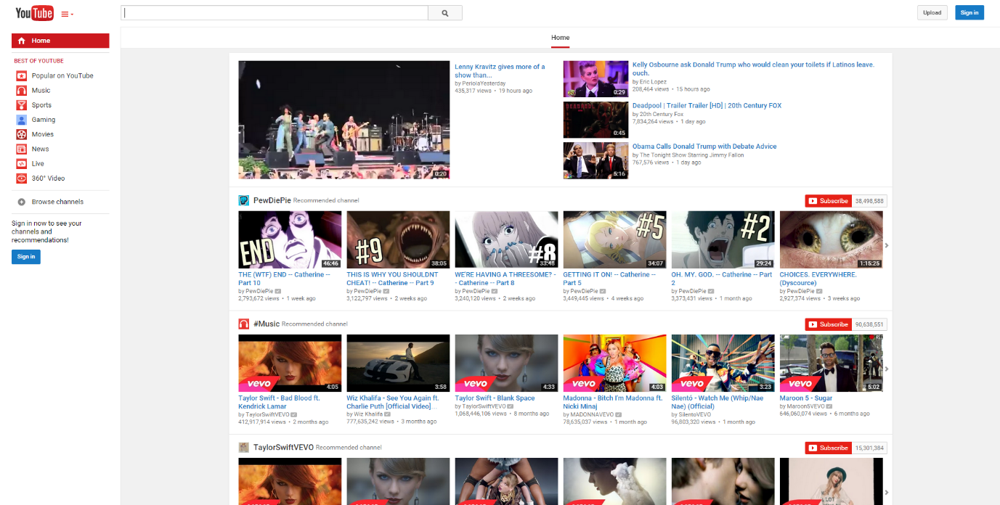 YouTube
Upload
Sign in
Home
Home
BEST OF YOUTUBE
Popular on YouTube
Music
Sports
Gaming
Movies
News
Live
360° Video
Browse channels
Sign in now to see your
channels and
recommendations!
Sign in
0:20
Lenny Kravitz gives more of a
show than...
by PeriolaYesterday
435,317 views • 19 hours ago
0:29
Kelly Osbourne ask Donald Trump who would clean your toilets if Latinos leave.
ouch.
by Eric Lopez
208,464 views • 15 hours ago
DEADPOOL
0:45
Deadpool | Trailer Trailer [HD] | 20th Century FOX
by 20th Century Fox
7,834,264 views • 1 day ago
5:16
Obama Calls Donald Trump with Debate Advice
by The Tonight Show Starring Jimmy Fallon
767,576 views • 1 day ago
PewDiePie Recommended channel
Subscribe 38,498,588
END
46:46
#9
38:05
#8
33:48
#5
34:07
#2
29:24
1:15:25
THE (WTF) END -- Catherine --
Part 10
by PewDiePie
2,793,672 views • 1 week ago
THIS IS WHY YOU SHOULDNT
CHEAT! -- Catherine -- Part 9
by PewDiePie
3,122,797 views • 2 weeks ago
WE'RE HAVING A THREESOME? -
- Catherine -- Part 8
by PewDiePie
3,240,120 views • 2 weeks ago
GETTING IT ON! -- Catherine --
Part 5
by PewDiePie
3,449,445 views • 4 weeks ago
OH. MY. GOD. -- Catherine -- Part
2
by PewDiePie
3,373,431 views • 1 month ago
CHOICES. EVERYWHERE.
(Dyscourse)
by PewDiePie
2,927,374 views • 3 weeks ago
#Music Recommended channel
Subscribe 90,638,551
vevo
4:05
3:58
vevo
4:33
vevo
4:03
vevo
3:23
vevo
5:02
Taylor Swift - Bad Blood ft.
Kendrick Lamar
by TaylorSwiftVEVO
412,917,914 views • 2 months ago
Wiz Khalifa - See You Again ft.
Charlie Puth [Official Video]...
by Wiz Khalifa
777,635,242 views • 3 months ago
Taylor Swift - Blank Space
by TaylorSwiftVEVO
1,068,446,106 views • 8 months ago
Madonna - Bitch I'm Madonna ft.
Nicki Minaj
by MADONNAVEVO
78,635,037 views • 1 month ago
Silentó - Watch Me (Whip/Nae
Nae) (Official)
by SilentoVEVO
96,803,320 views • 1 month ago
Maroon 5 - Sugar
by Maroon5VEVO
646,060,074 views • 6 months ago
TaylorSwiftVEVO Recommended channel
Subscribe 15,301,384